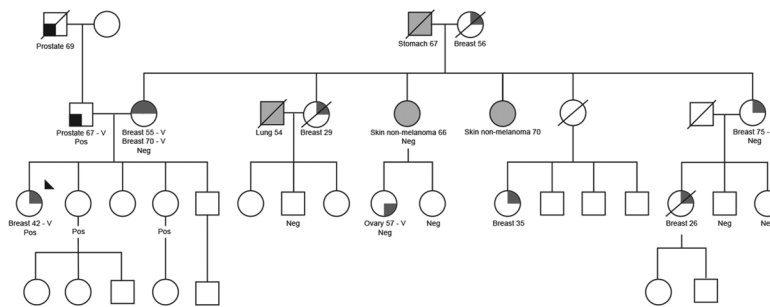 Prostate 69
Stomach 67
Breast 56
Prostate 67 - V
Pos
Breast 55 - V
Breast 70 - V
Neg
Lung 54
Breast 29
Skin non-melanoma 66
Neg
Skin non-melanoma 70
Breast 75 -
Neg
Breast 42 - V
Pos
Pos
Pos
Neg
Ovary 57 - V
Neg
Neg
Breast 35
Breast 26
Neg
Ne